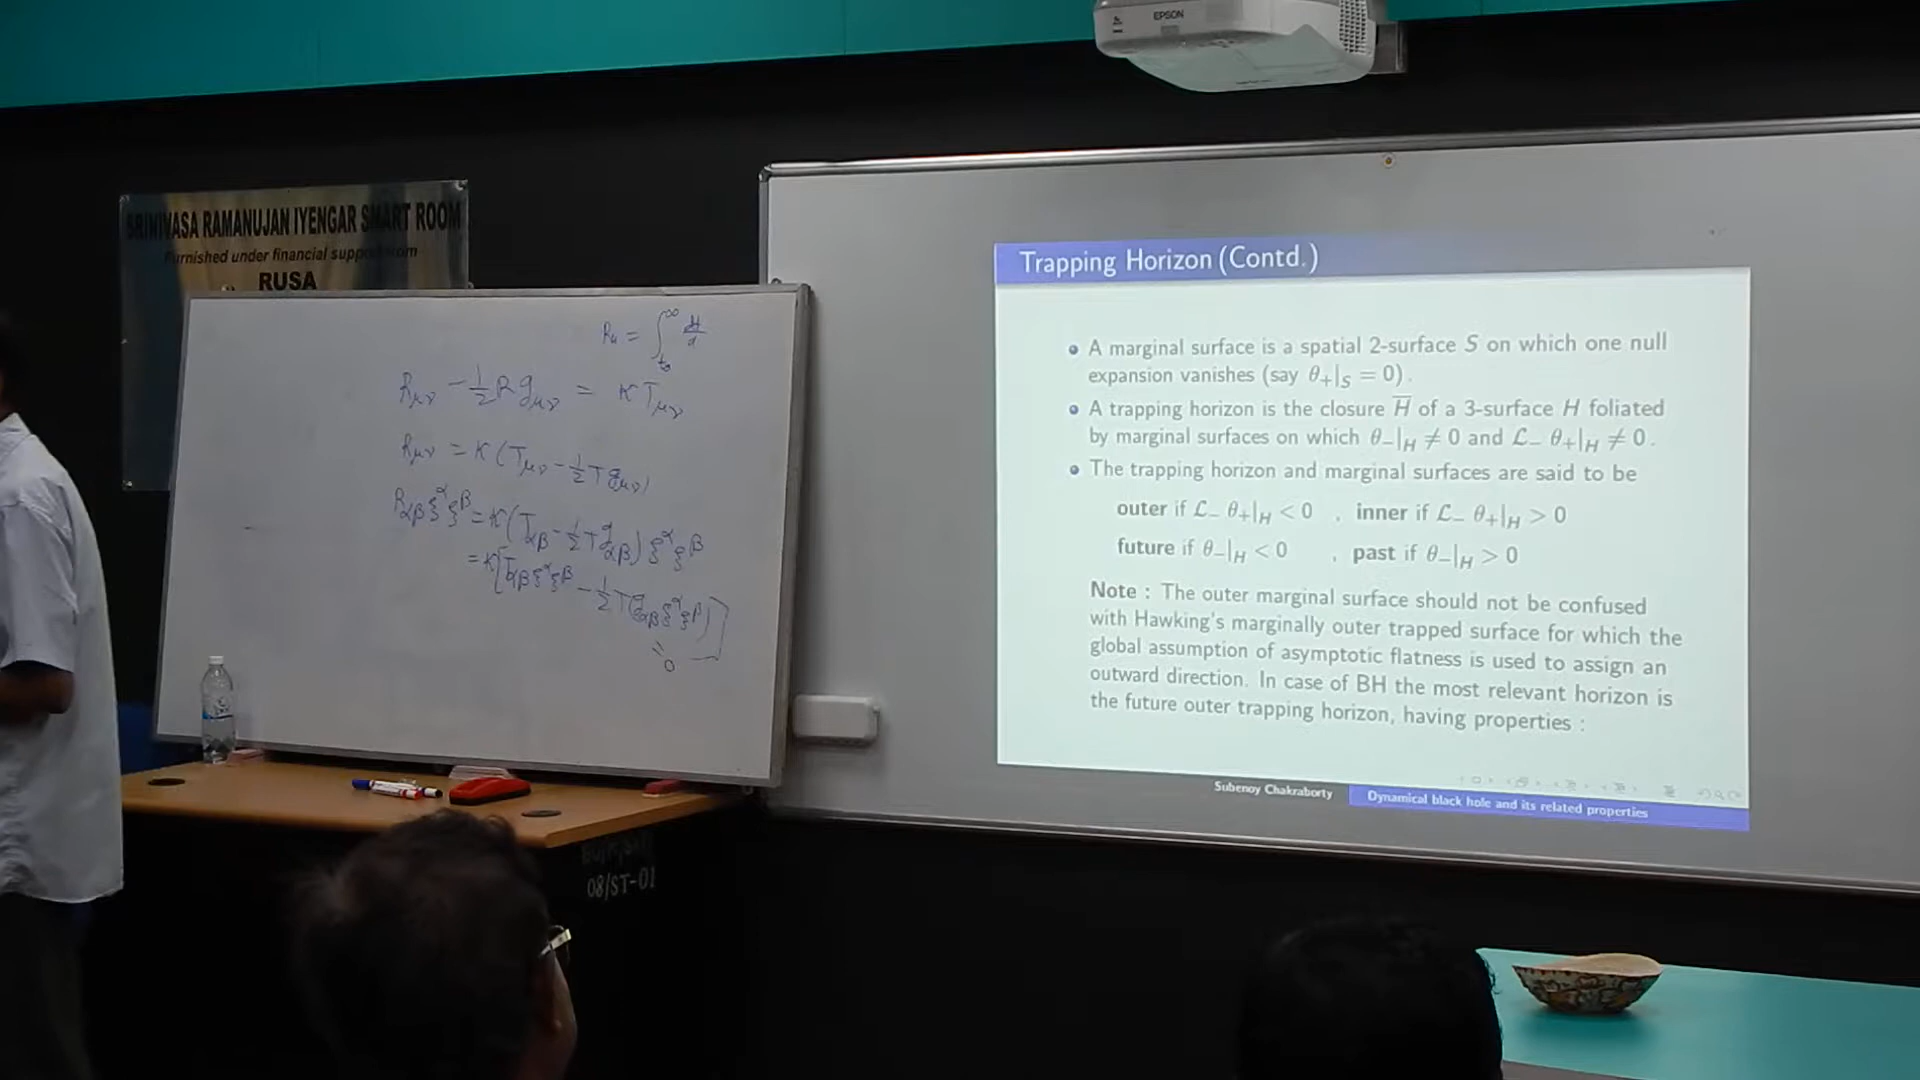 EPSON
SRINIVASA RAMANUJAN IYENGAR SMART ROOM
Furnished under financial support from
RUSA
R_h = ∫_{t_0}^{∞} dt/a
R_{μν} − 1/2 R g_{μν} = κ T_{μν}
R_{μν} = κ (T_{μν} − 1/2 T g_{μν})
R_{αβ} ξ^α ξ^β = κ (T_{αβ} − 1/2 T g_{αβ}) ξ^α ξ^β
= κ [T_{αβ} ξ^α ξ^β − 1/2 T (g_{αβ} ξ^α ξ^β)]
= 0
08/ST-01
Trapping Horizon (Contd.)
• A marginal surface is a spatial 2-surface S on which one null
expansion vanishes (say θ₊|_S = 0).
• A trapping horizon is the closure H̅ of a 3-surface H foliated
by marginal surfaces on which θ₋|_H ≠ 0 and ℒ₋ θ₊|_H ≠ 0.
• The trapping horizon and marginal surfaces are said to be
outer if ℒ₋ θ₊|_H < 0 , inner if ℒ₋ θ₊|_H > 0
future if θ₋|_H < 0 , past if θ₋|_H > 0
Note : The outer marginal surface should not be confused
with Hawking's marginally outer trapped surface for which the
global assumption of asymptotic flatness is used to assign an
outward direction. In case of BH the most relevant horizon is
the future outer trapping horizon, having properties :
Subenoy Chakraborty
Dynamical black hole and its related properties